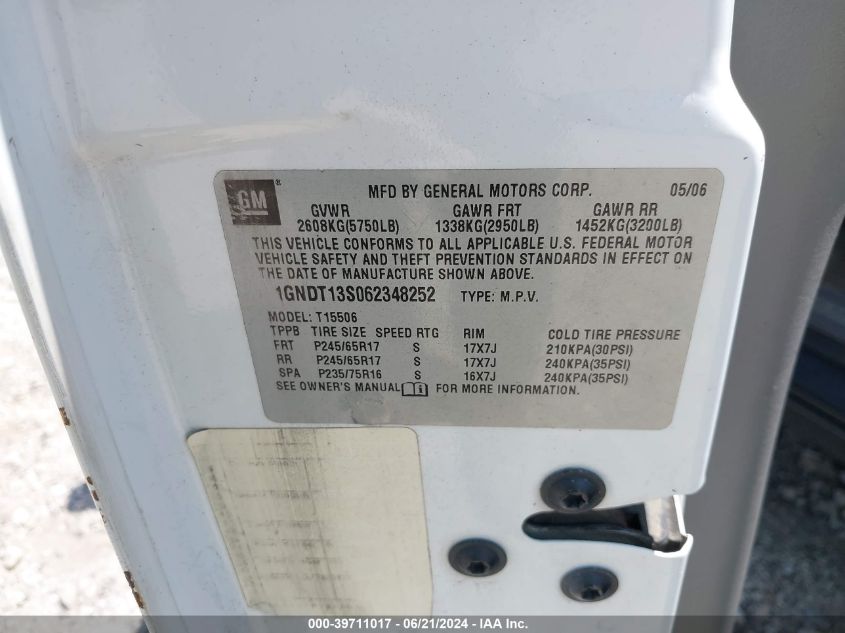 GM ® MFD BY GENERAL MOTORS CORP. 05/06
GVWR GAWR FRT GAWR RR
2608KG(5750LB) 1338KG(2950LB) 1452KG(3200LB)
THIS VEHICLE CONFORMS TO ALL APPLICABLE U.S. FEDERAL MOTOR
VEHICLE SAFETY AND THEFT PREVENTION STANDARDS IN EFFECT ON
THE DATE OF MANUFACTURE SHOWN ABOVE.
1GNDT13S062348252 TYPE: M.P.V.
MODEL: T15506
TPPB TIRE SIZE SPEED RTG RIM COLD TIRE PRESSURE
FRT P245/65R17 S 17X7J 210KPA(30PSI)
RR P245/65R17 S 17X7J 240KPA(35PSI)
SPA P235/75R16 S 16X7J 240KPA(35PSI)
SEE OWNER'S MANUAL FOR MORE INFORMATION.
000-39711017 - 06/21/2024 - IAA Inc.